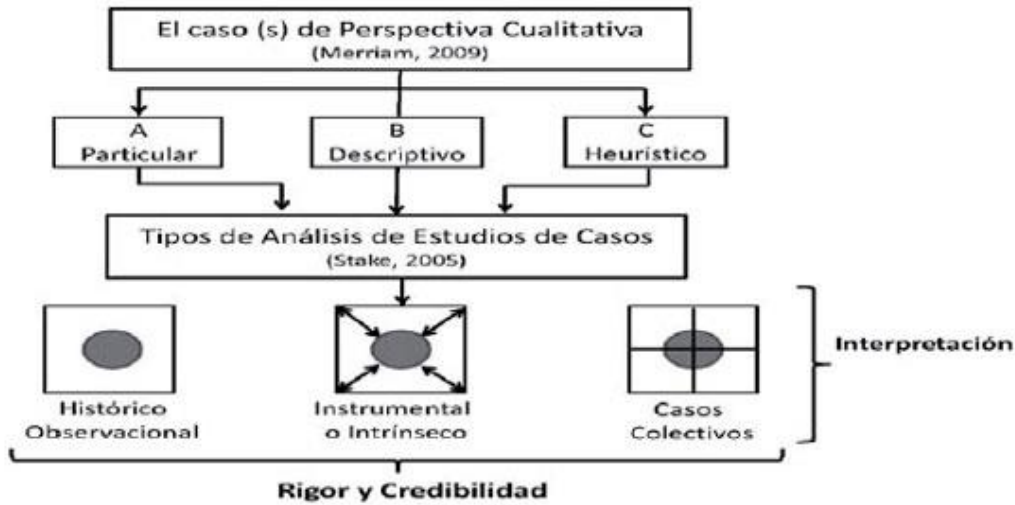 El caso (s) de Perspectiva Cualitativa
(Merriam, 2009)
A
Particular
B
Descriptivo
C
Heurístico
Tipos de Análisis de Estudios de Casos
(Stake, 2005)
Histórico
Observacional
Instrumental
o Intrínseco
Casos
Colectivos
Interpretación
Rigor y Credibilidad